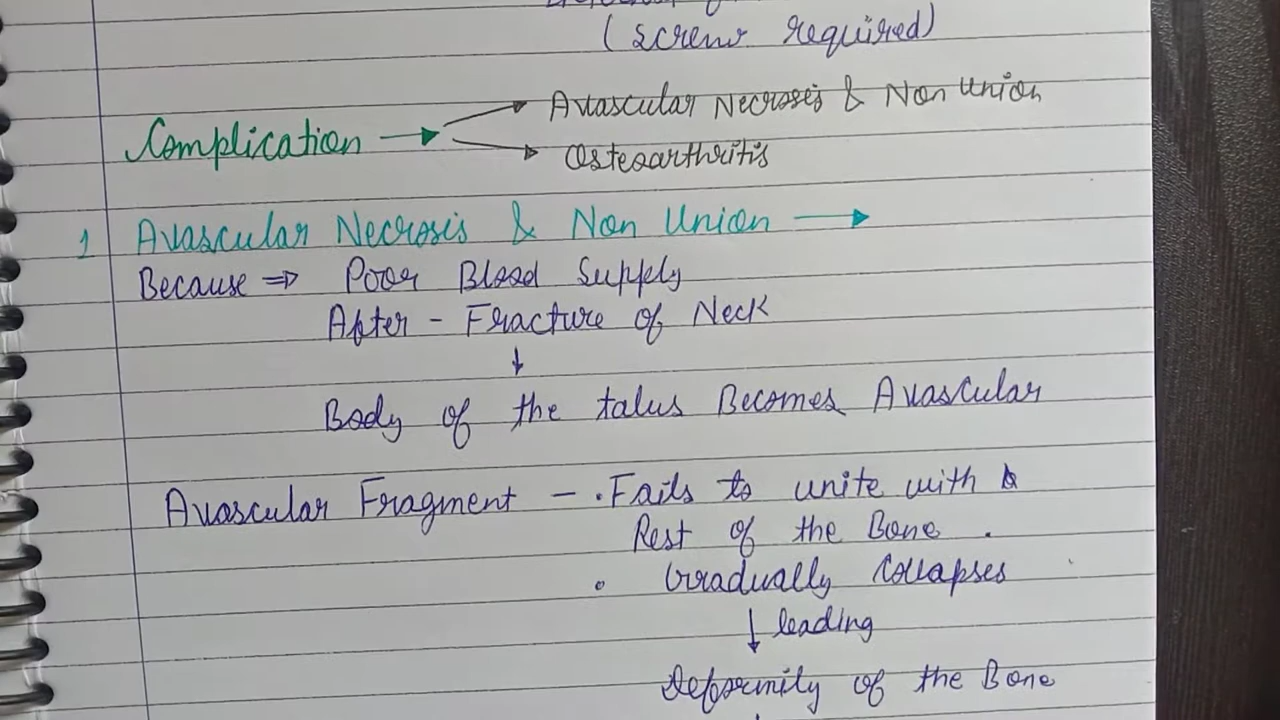 ( Screw required)
Avascular Necrosis & Non Union
Complication →
Osteoarthritis
1 Avascular Necrosis & Non Union →
Because ⇒ Poor Blood Supply
After - Fracture of Neck
↓
Body of the talus Becomes Avascular
Avascular Fragment - . Fails to unite with
Rest of the Bone .
∘ Gradually Collapses
↓ leading
Deformity of the Bone